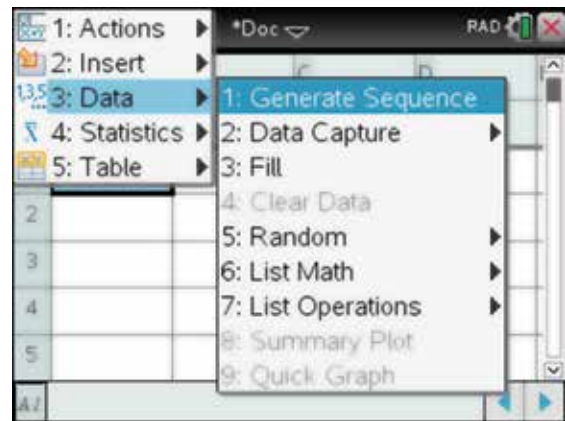 1: Actions
*Doc
RAD
2: Insert
C
D
3: Data
1: Generate Sequence
4: Statistics
2: Data Capture
5: Table
3: Fill
4: Clear Data
5: Random
6: List Math
7: List Operations
8: Summary Plot
9: Quick Graph
2
3
4
5
A1